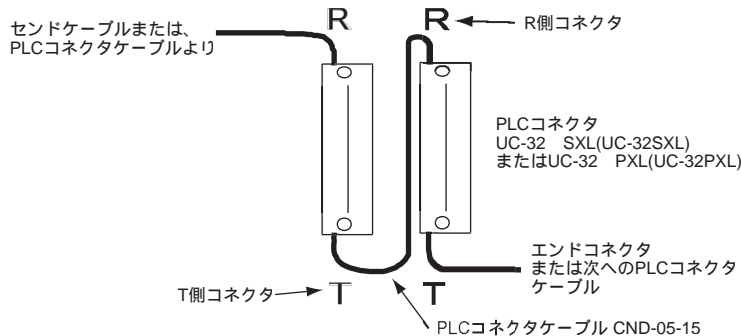 R
R
R側コネクタ
センドケーブルまたは、
PLCコネクタケーブルより
PLCコネクタ
UC-32　SXL(UC-32SXL)
またはUC-32　PXL(UC-32PXL)
エンドコネクタ
または次へのPLCコネクタ
ケーブル
T側コネクタ
T
T
PLCコネクタケーブル CND-05-15